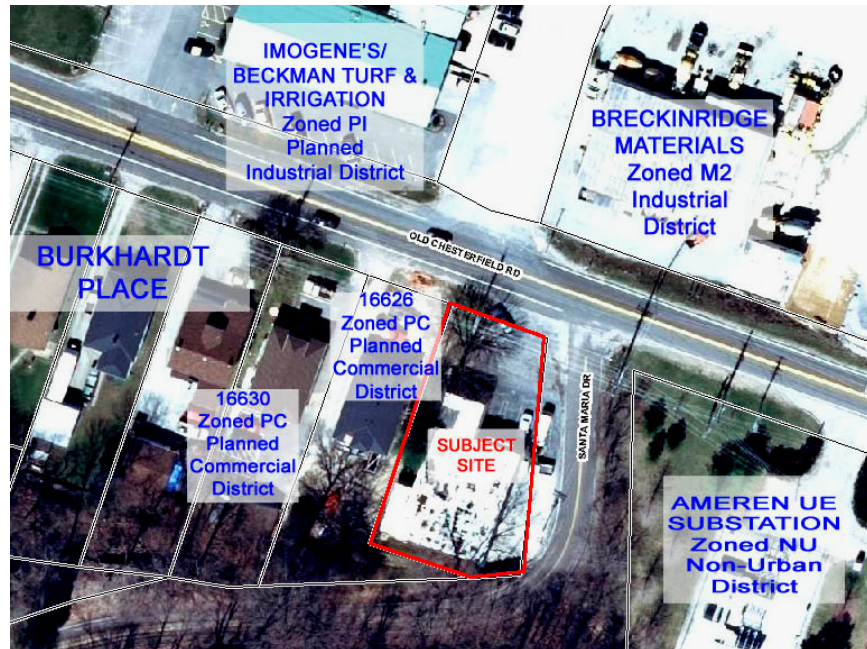 IMOGENE'S/
BECKMAN TURF &
IRRIGATION
Zoned PI
Planned
Industrial District
BRECKINRIDGE
MATERIALS
Zoned M2
Industrial
District
OLD CHESTERFIELD RD
BURKHARDT
PLACE
16626
Zoned PC
Planned
Commercial
District
16630
Zoned PC
Planned
Commercial
District
SUBJECT
SITE
SANTA MARIA DR
AMEREN UE
SUBSTATION
Zoned NU
Non-Urban
District